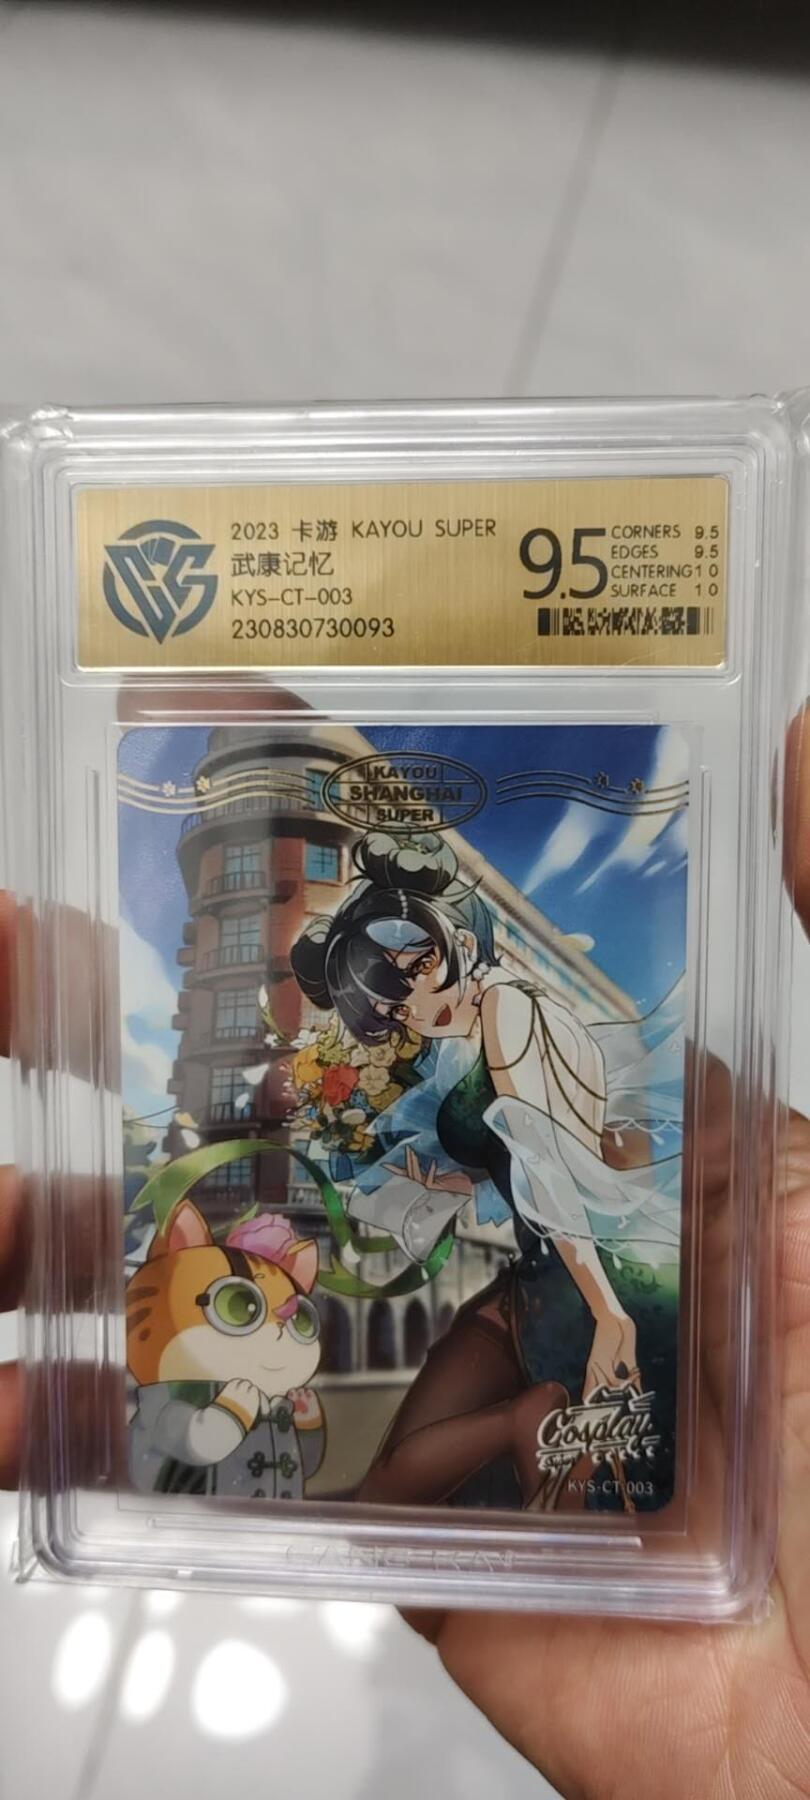 2023 卡游 KAYOU SUPER
武康记忆
KYS-CT-003
230830730093
9.5
CORNERS 9.5
EDGES 9.5
CENTERING 10
SURFACE 10
KAYOU
SHANGHAI
SUPER
Cosplay
KYS-CT-003